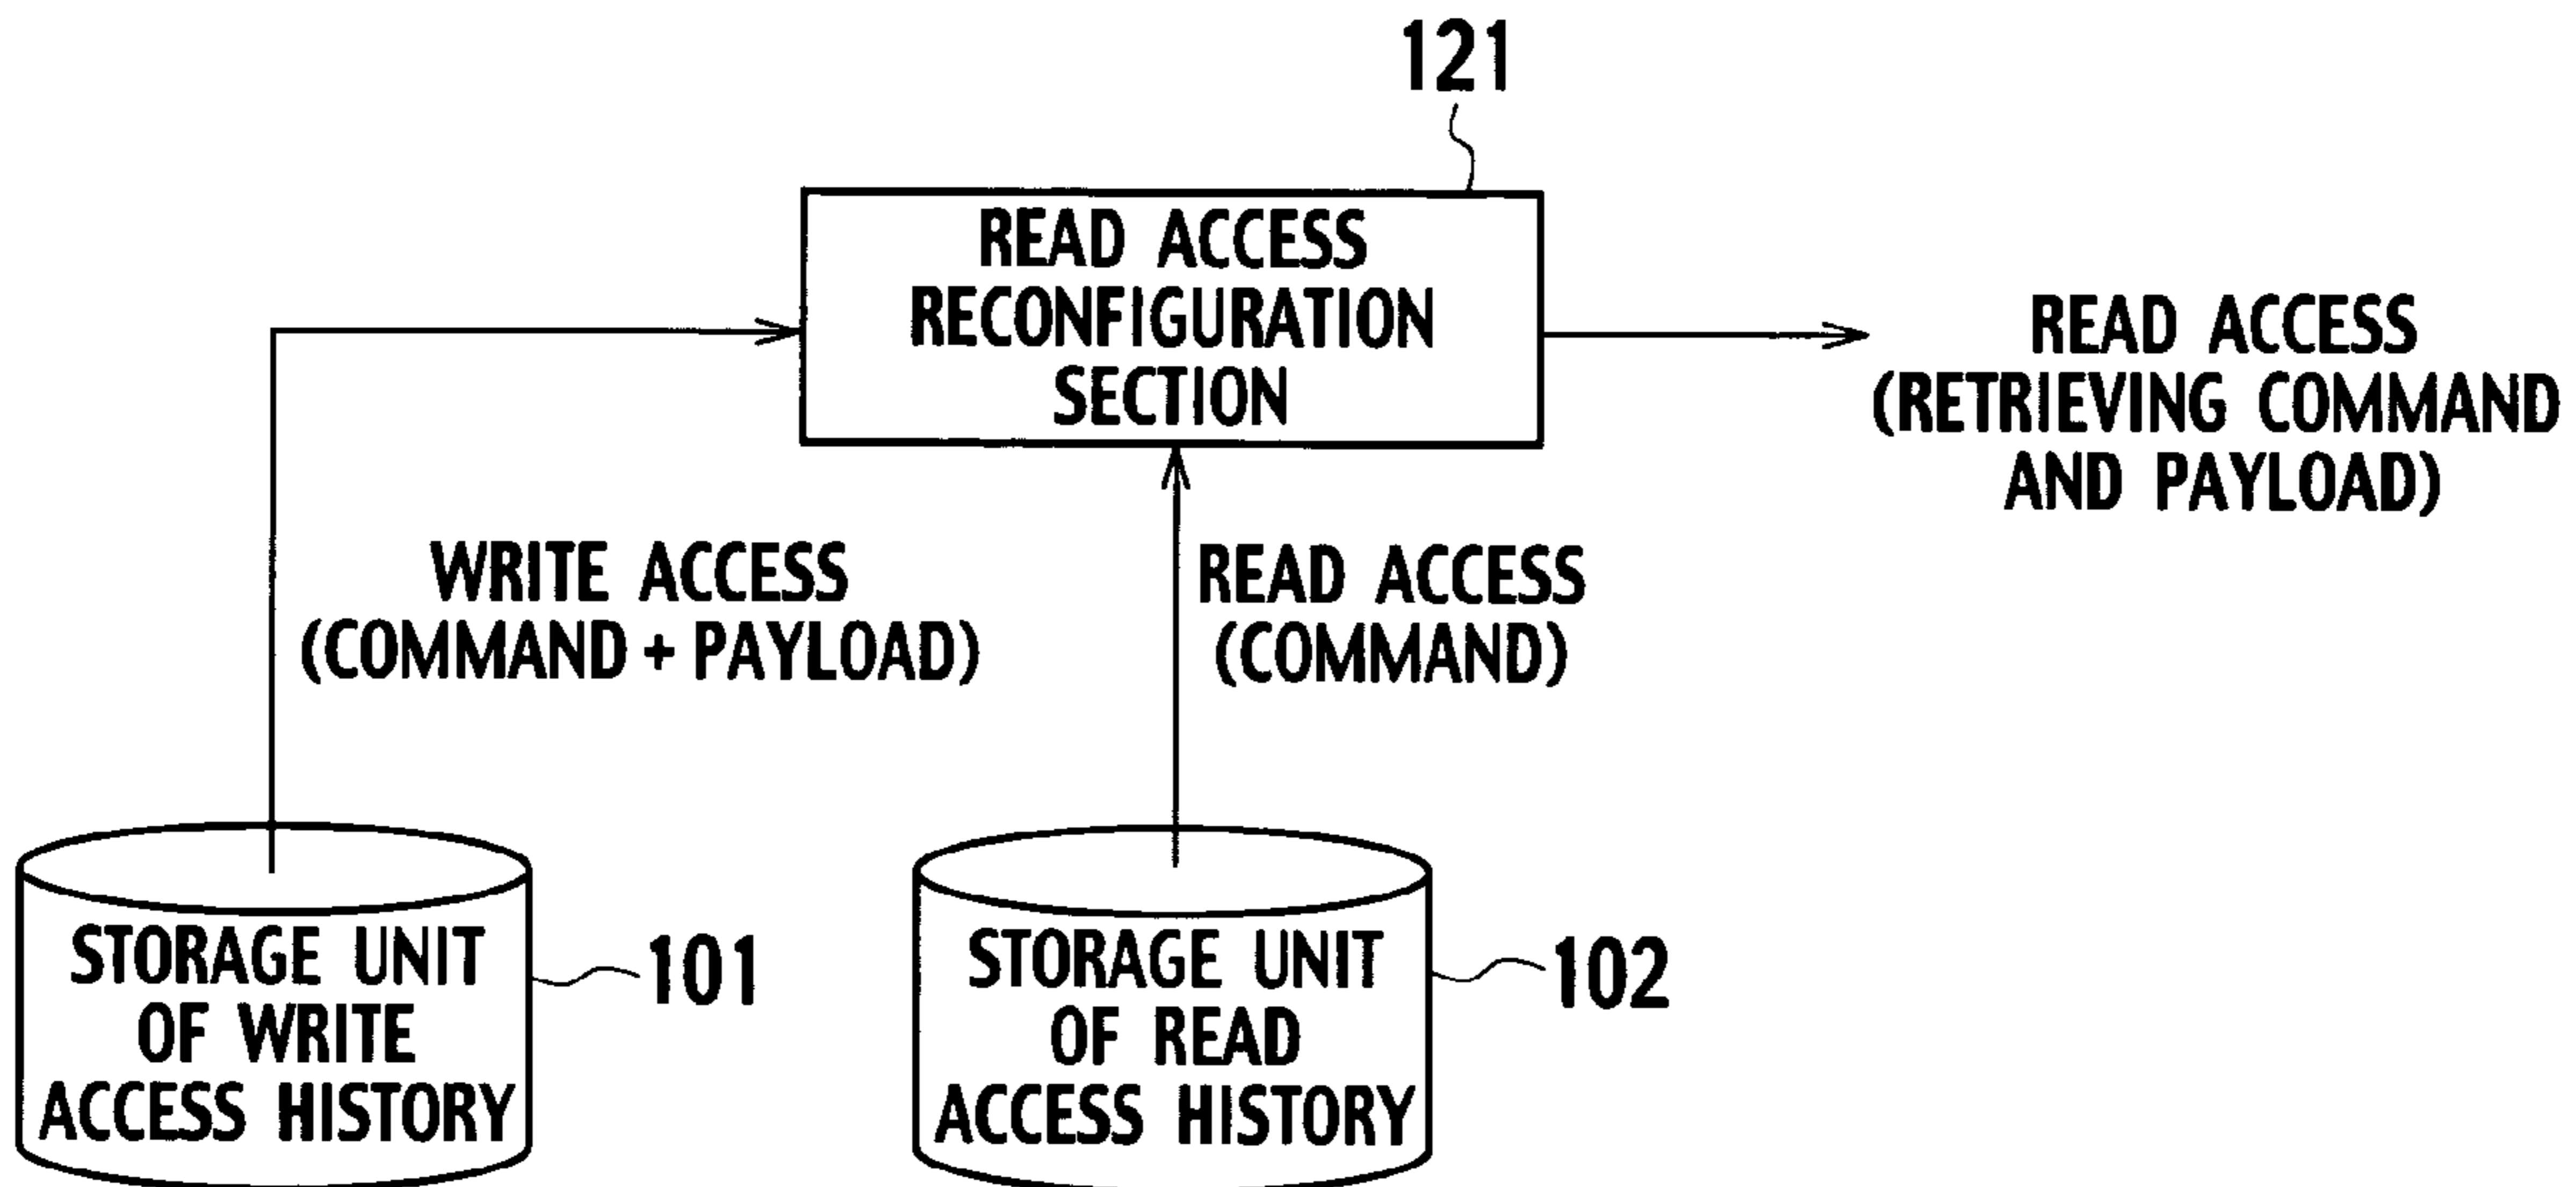 121
READ ACCESS
RECONFIGURATION
SECTION
READ ACCESS
(RETRIEVING COMMAND
AND PAYLOAD)
WRITE ACCESS
(COMMAND + PAYLOAD)
READ ACCESS
(COMMAND)
STORAGE UNIT
OF WRITE
ACCESS HISTORY
101
STORAGE UNIT
OF READ
ACCESS HISTORY
102